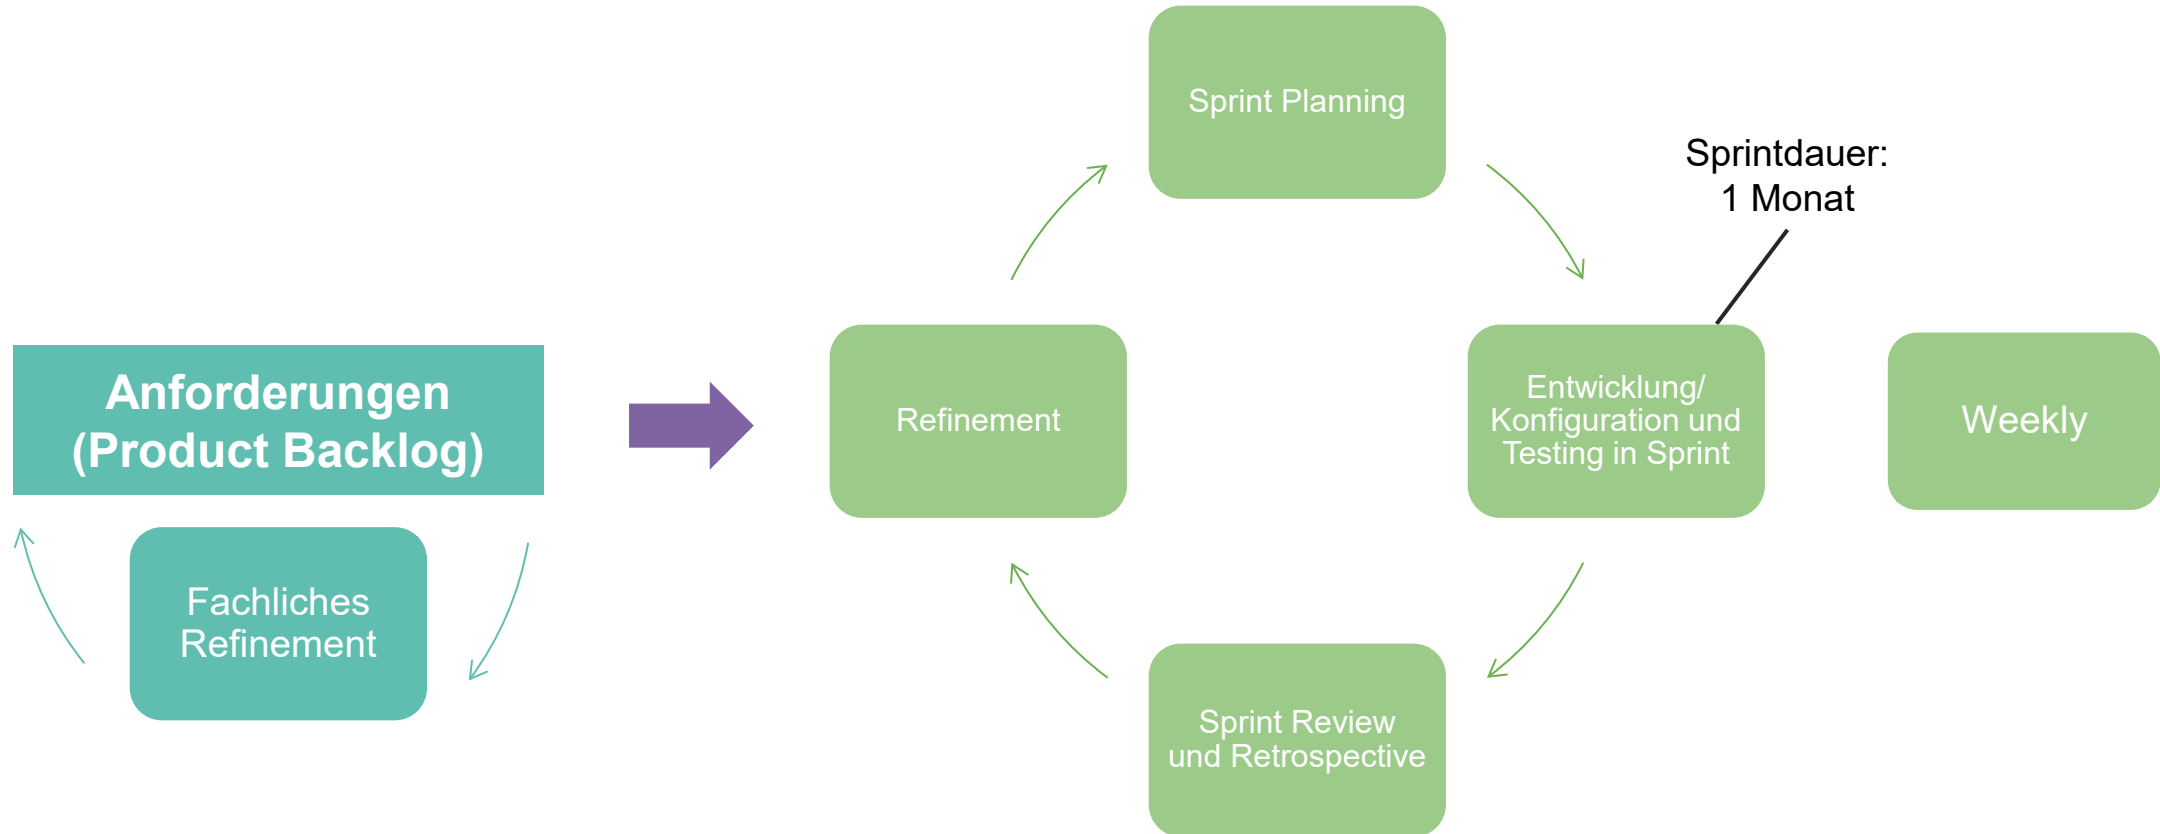 Sprint Planning
Sprintdauer:
1 Monat
Anforderungen
(Product Backlog)
Refinement
Entwicklung/
Konfiguration und
Testing in Sprint
Weekly
Fachliches
Refinement
Sprint Review
und Retrospective